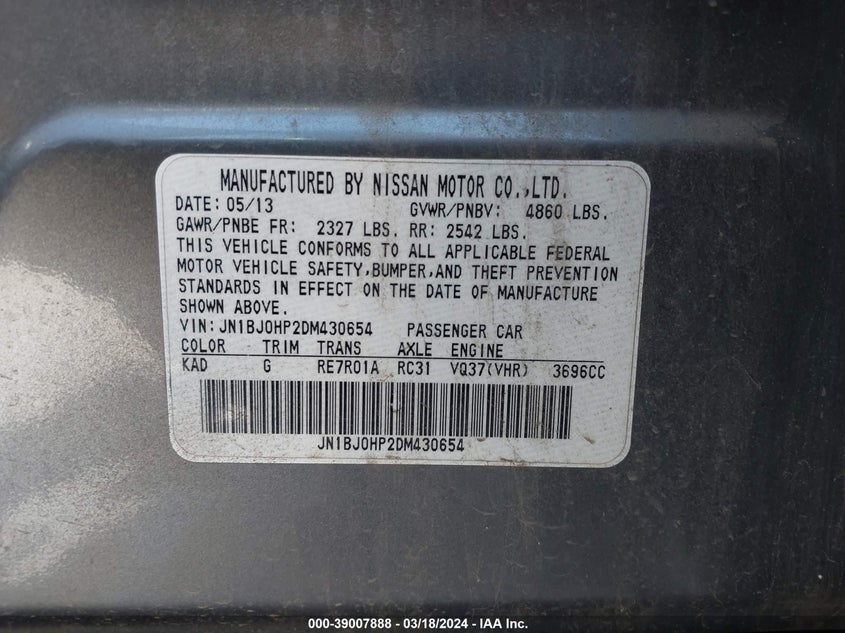 MANUFACTURED BY NISSAN MOTOR CO.,LTD.
DATE: 05/13 GVWR/PNBV: 4860 LBS.
GAWR/PNBE FR: 2327 LBS. RR: 2542 LBS.
THIS VEHICLE CONFORMS TO ALL APPLICABLE FEDERAL
MOTOR VEHICLE SAFETY,BUMPER,AND THEFT PREVENTION
STANDARDS IN EFFECT ON THE DATE OF MANUFACTURE
SHOWN ABOVE.
VIN: JN1BJ0HP2DM430654 PASSENGER CAR
COLOR TRIM TRANS AXLE ENGINE
KAD G RE7R01A RC31 VQ37(VHR) 3696CC
JN1BJ0HP2DM430654
000-39007888 - 03/18/2024 - IAA Inc.